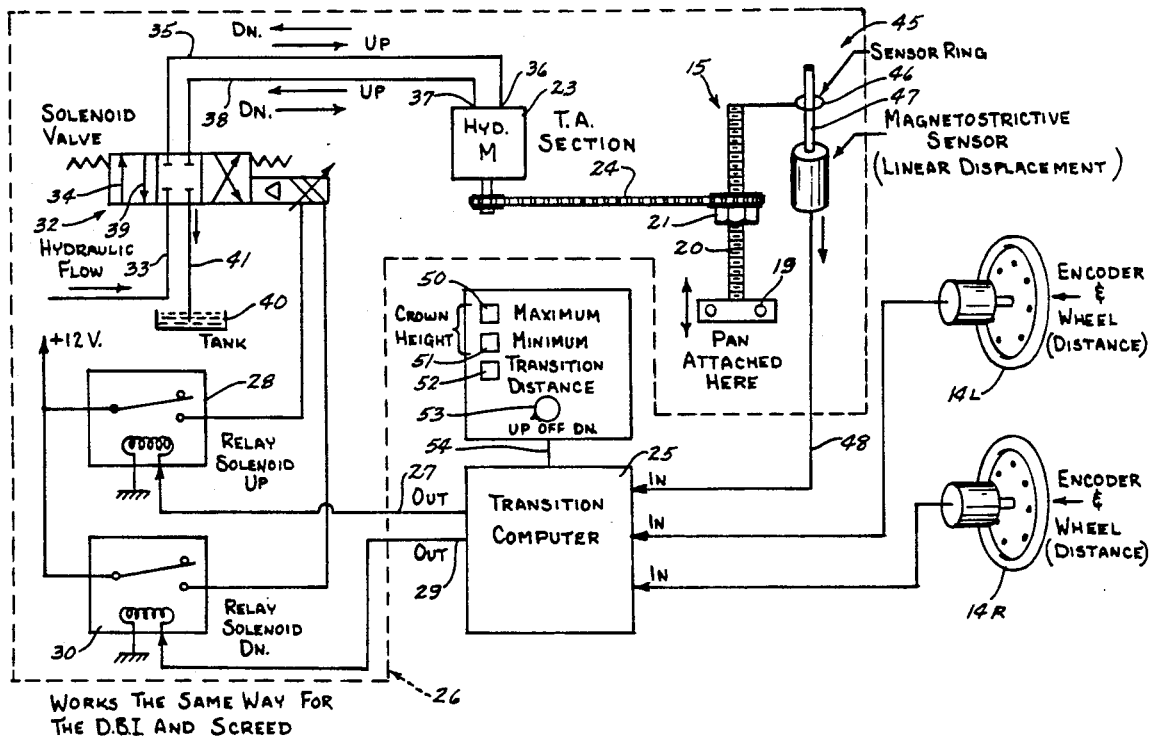 DN.
UP
35
UP
DN.
38
SOLENOID
VALVE
34
39
32
HYDRAULIC
FLOW
33
41
40
TANK
37
36
23
HYD.
M
T.A.
SECTION
24
15
21
20
19
PAN
ATTACHED
HERE
45
SENSOR RING
46
47
MAGNETOSTRICTIVE
SENSOR
(LINEAR DISPLACEMENT)
50
CROWN
HEIGHT
MAXIMUM
MINIMUM
51
52
TRANSITION
DISTANCE
53
UP OFF DN.
54
25
TRANSITION
COMPUTER
48
IN
IN
IN
OUT
27
OUT
29
+12 V.
28
RELAY
SOLENOID
UP
30
RELAY
SOLENOID
DN.
26
ENCODER
&
WHEEL
(DISTANCE)
14L
ENCODER
&
WHEEL
(DISTANCE)
14R
WORKS THE SAME WAY FOR
THE D.B.I AND SCREED